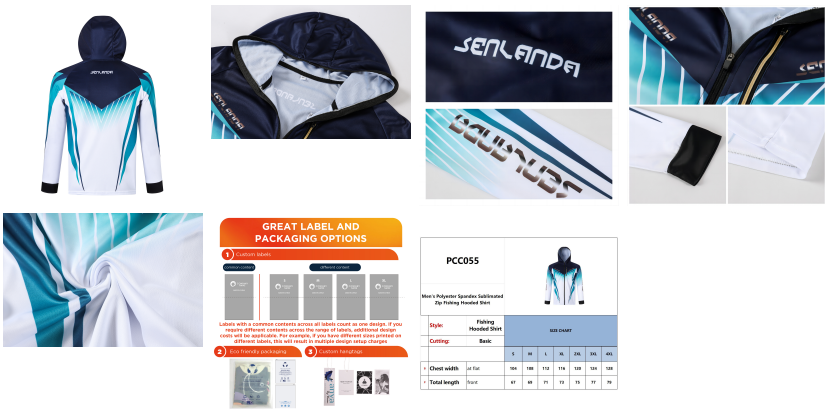 SENLANDA
SENLANDA
SENLANDA
SENLANDA
GREAT LABEL AND
PACKAGING OPTIONS
1 Custom labels
common content
different content
S
M
L
XL
Labels with a common contents across all labels count as one design. If you
require different contents across the range of labels, additional design
costs will be applicable. For example, if you have different sizes printed on
different labels, this will result in multiple design setup charges
2 Eco friendly packaging
3 Custom hangtags
PCC055
Men's Polyester Spandex Sublimated
Zip Fishing Hooded Shirt
Style:
Fishing
Hooded Shirt
SIZE CHART
Cutting:
Basic
S M L XL 2XL 3XL 4XL
Chest width at flat 104 108 112 116 120 124 128
Total length front 67 69 71 73 75 77 79